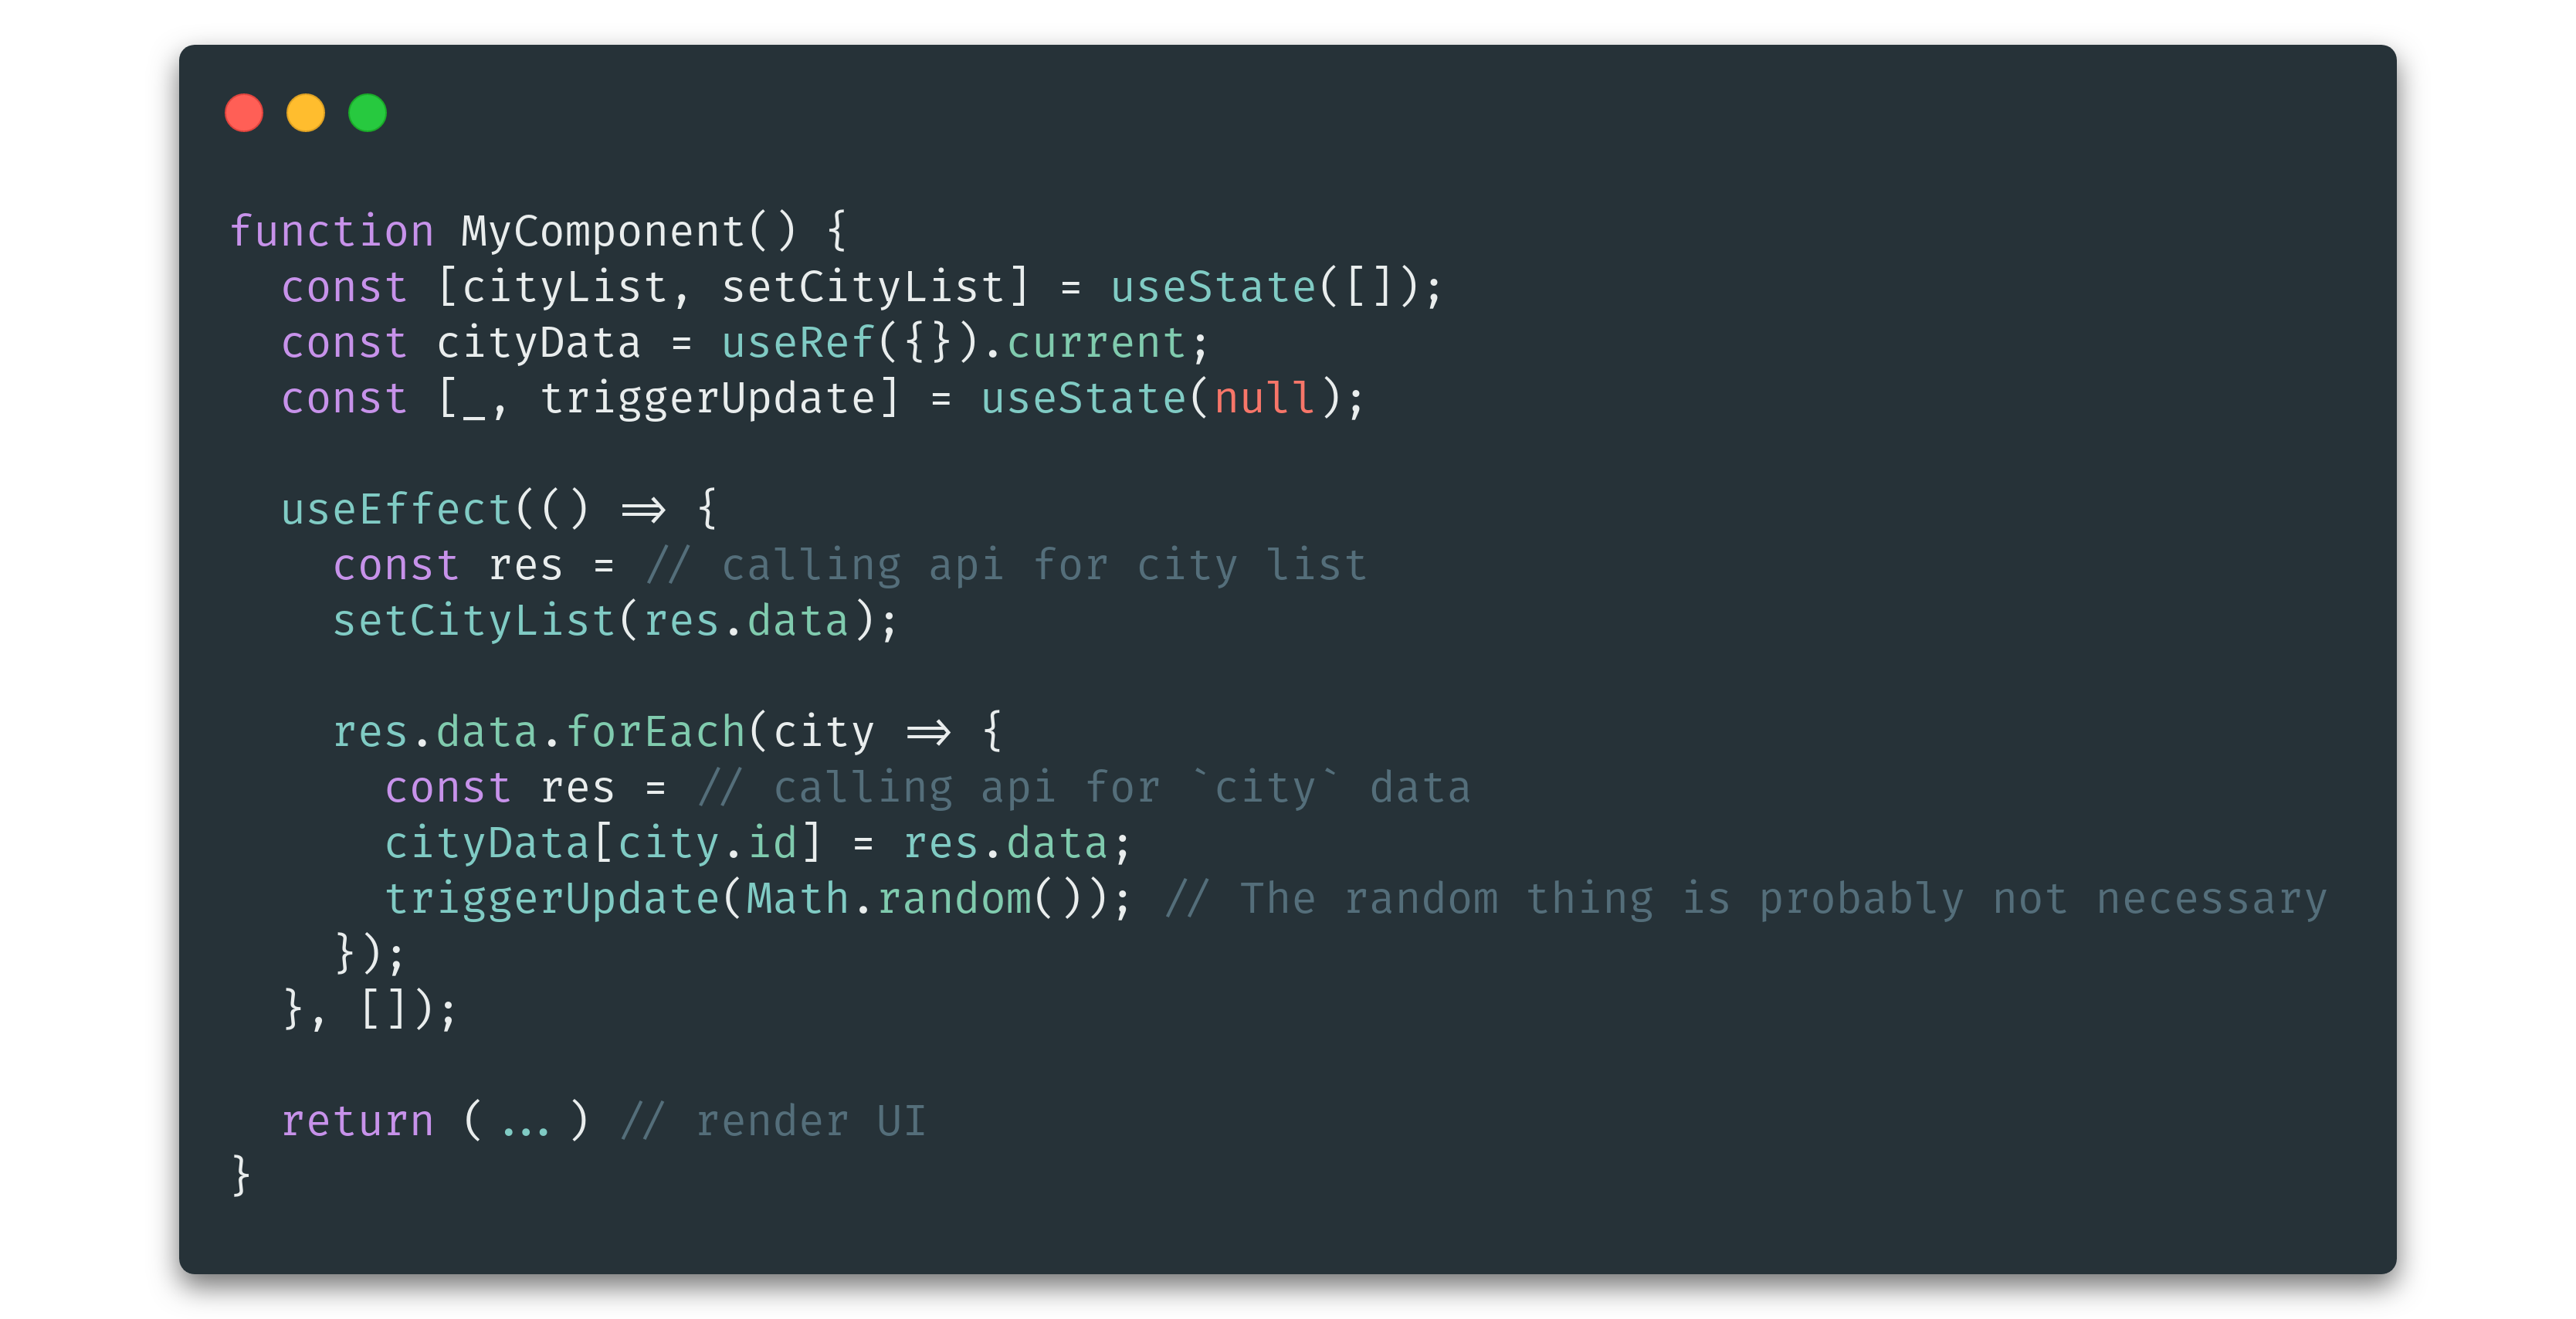 function MyComponent() {
  const [cityList, setCityList] = useState([]);
  const cityData = useRef({}).current;
  const [_, triggerUpdate] = useState(null);

  useEffect(() => {
    const res = // calling api for city list
    setCityList(res.data);

    res.data.forEach(city => {
      const res = // calling api for `city` data
      cityData[city.id] = res.data;
      triggerUpdate(Math.random()); // The random thing is probably not necessary
    });
  }, []);

  return (...) // render UI
}